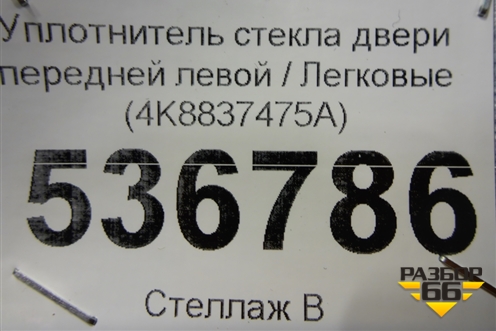 Уплотнитель стекла двери
передней левой / Легковые
(4K8837475A)
536786
Стеллаж В
РАЗБОР
66